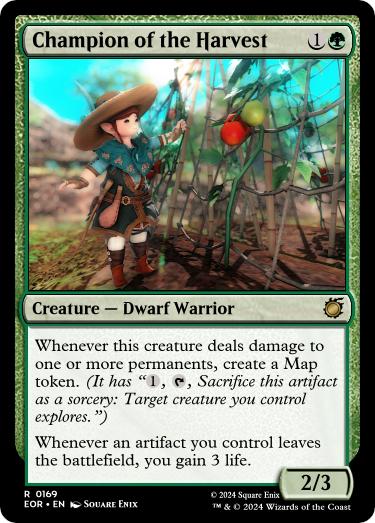 Champion of the Harvest 1
Creature — Dwarf Warrior
Whenever this creature deals damage to
one or more permanents, create a Map
token. (It has “1, , Sacrifice this artifact
as a sorcery: Target creature you control
explores.”)
Whenever an artifact you control leaves
the battlefield, you gain 3 life.
2/3
R 0169
EOR • EN SQUARE ENIX
© 2024 Square Enix
™ & © 2024 Wizards of the Coast